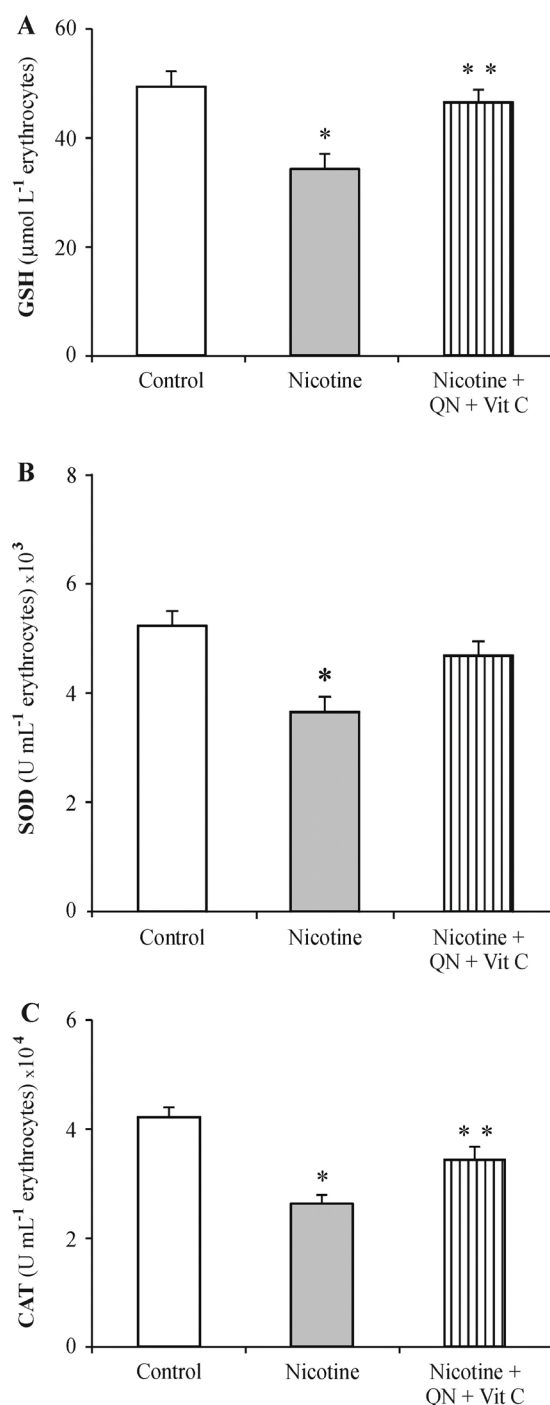 A
GSH (µmol L⁻¹ erythrocytes)
60
40
20
0
*
* *
Control
Nicotine
Nicotine +
QN + Vit C
B
SOD (U mL⁻¹ erythrocytes) x10³
8
6
4
2
0
*
Control
Nicotine
Nicotine +
QN + Vit C
C
CAT (U mL⁻¹ erythrocytes) x10⁴
6
4
2
0
*
* *
Control
Nicotine
Nicotine +
QN + Vit C